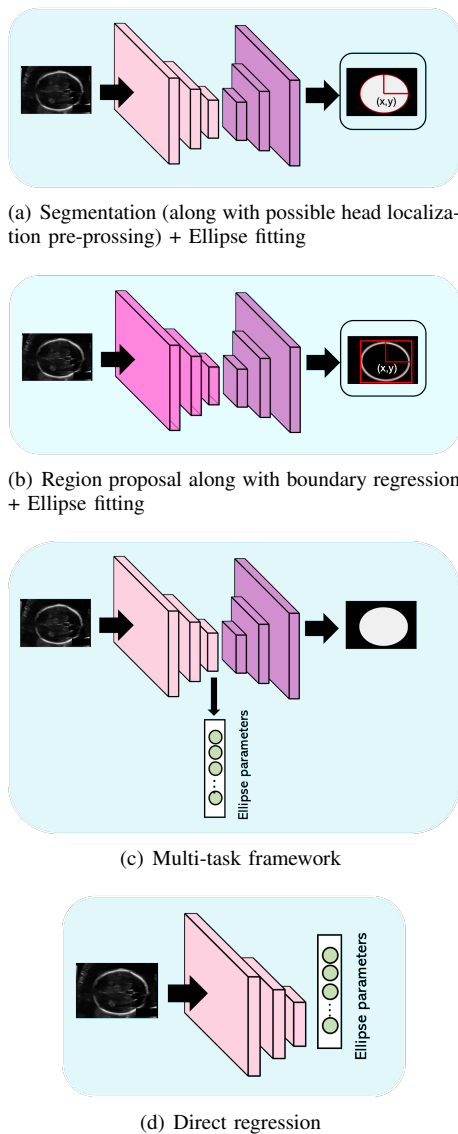 (x,y)
(a) Segmentation (along with possible head localiza-
tion pre-prossing) + Ellipse fitting
(x,y)
(b) Region proposal along with boundary regression
+ Ellipse fitting
Ellipse parameters
(c) Multi-task framework
Ellipse parameters
(d) Direct regression